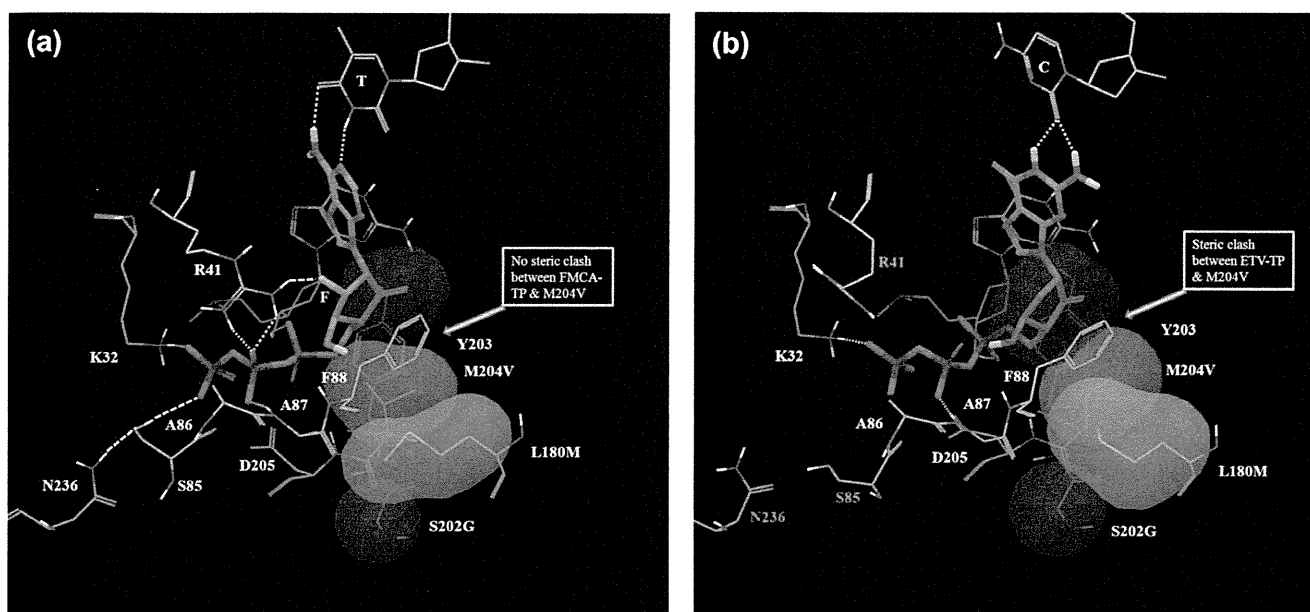 (a)
T
R41
F
No steric clash
between FMCA-
TP & M204V
K32
Y203
F88
M204V
A87
A86
D205
L180M
N236
S85
S202G
(b)
C
R41
Steric clash
between ETV-TP
& M204V
K32
Y203
F88
M204V
A87
A86
D205
L180M
S85
N236
S202G